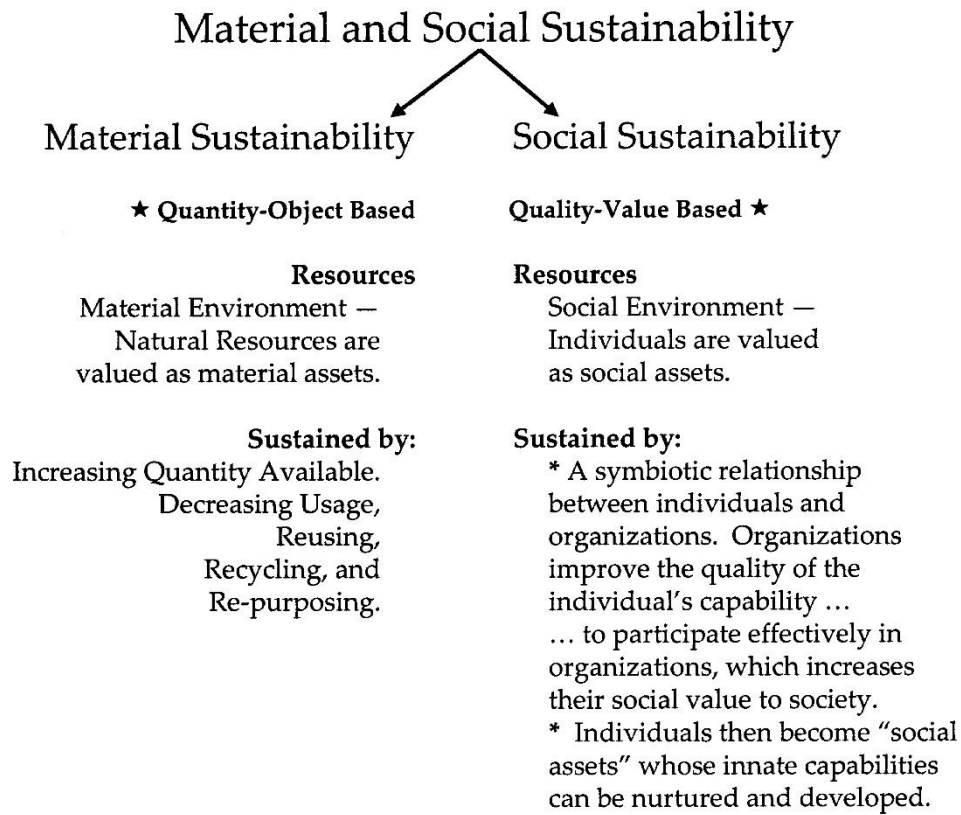 Material and Social Sustainability
Material Sustainability
★ Quantity-Object Based
Resources
Material Environment —
Natural Resources are
valued as material assets.
Sustained by:
Increasing Quantity Available.
Decreasing Usage,
Reusing,
Recycling, and
Re-purposing.
Social Sustainability
Quality-Value Based ★
Resources
Social Environment —
Individuals are valued
as social assets.
Sustained by:
* A symbiotic relationship
between individuals and
organizations. Organizations
improve the quality of the
individual's capability …
… to participate effectively in
organizations, which increases
their social value to society.
* Individuals then become "social
assets" whose innate capabilities
can be nurtured and developed.